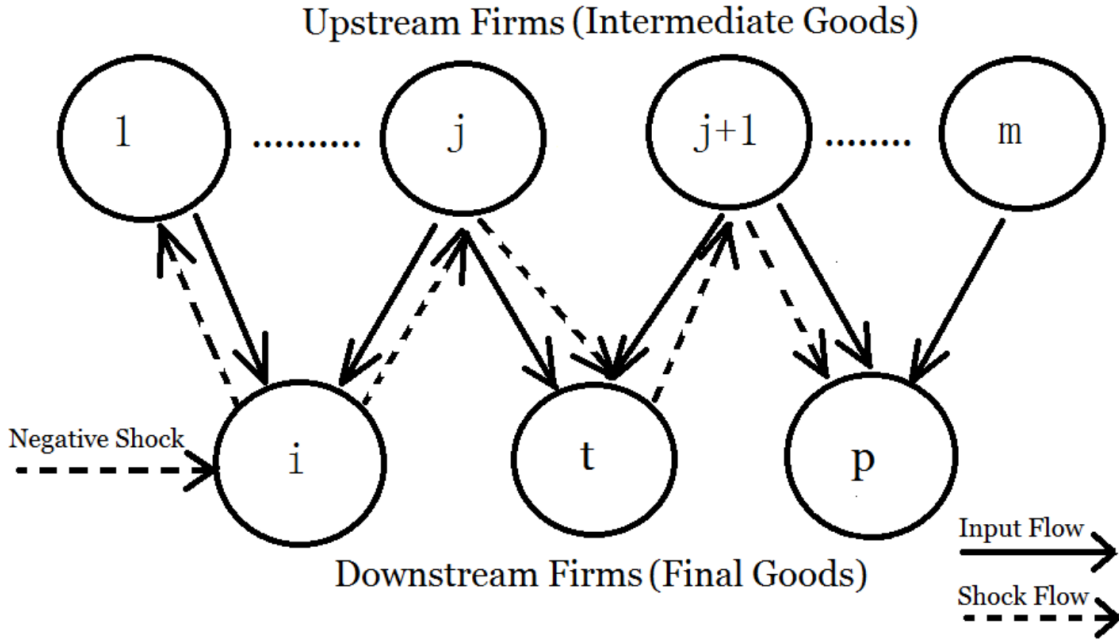 Upstream Firms (Intermediate Goods)
1 .......... j j+1 ........ m
Negative Shock
i t p
Input Flow
Downstream Firms (Final Goods)
Shock Flow